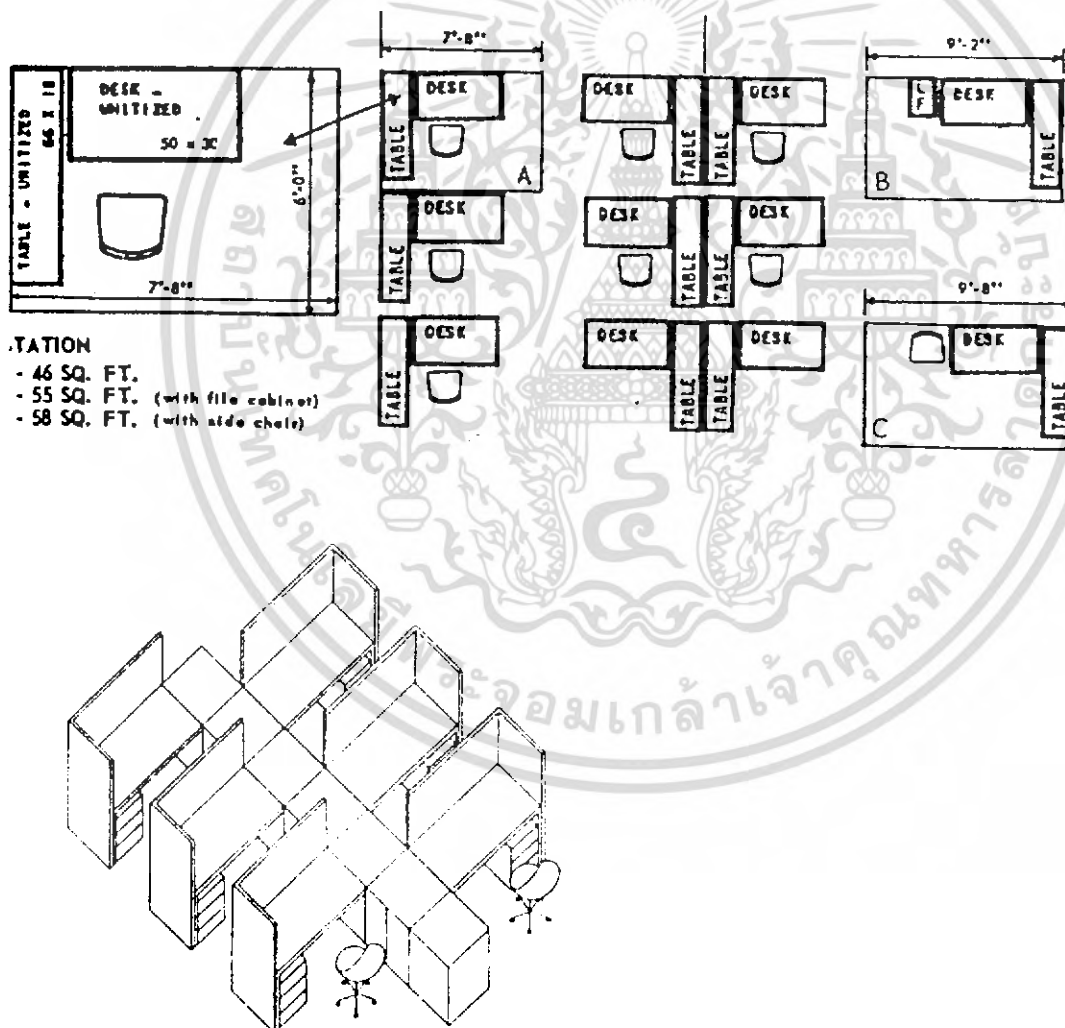 TABLE - UNITIZED
66 X 18
DESK -
UNITIZED
50 x 30
6'-0"
7'-8"
7'-8"
DESK
TABLE
A
DESK
TABLE
DESK
TABLE
DESK
TABLE
TABLE
DESK
DESK
TABLE
TABLE
DESK
DESK
TABLE
TABLE
DESK
9'-2"
DESK
TABLE
B
9'-8"
DESK
TABLE
C
TATION
- 46 SQ. FT.
- 55 SQ. FT. (with file cabinet)
- 58 SQ. FT. (with side chair)